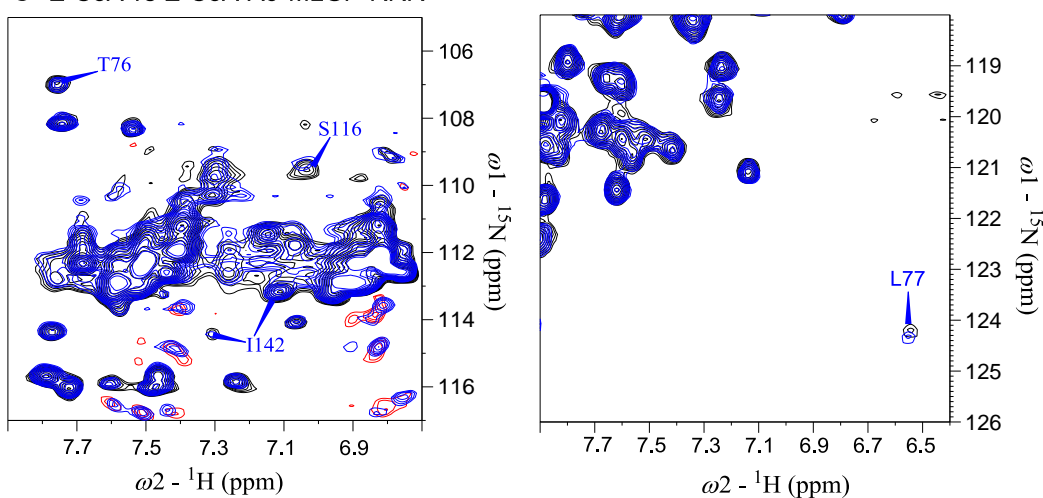 T76
S116
I142
106
108
110
112
114
116
ω1 - ¹⁵N (ppm)
7.7 7.5 7.3 7.1 6.9
ω2 - ¹H (ppm)
L77
119
120
121
122
123
124
125
126
ω1 - ¹⁵N (ppm)
7.7 7.5 7.3 7.1 6.9 6.7 6.5
ω2 - ¹H (ppm)